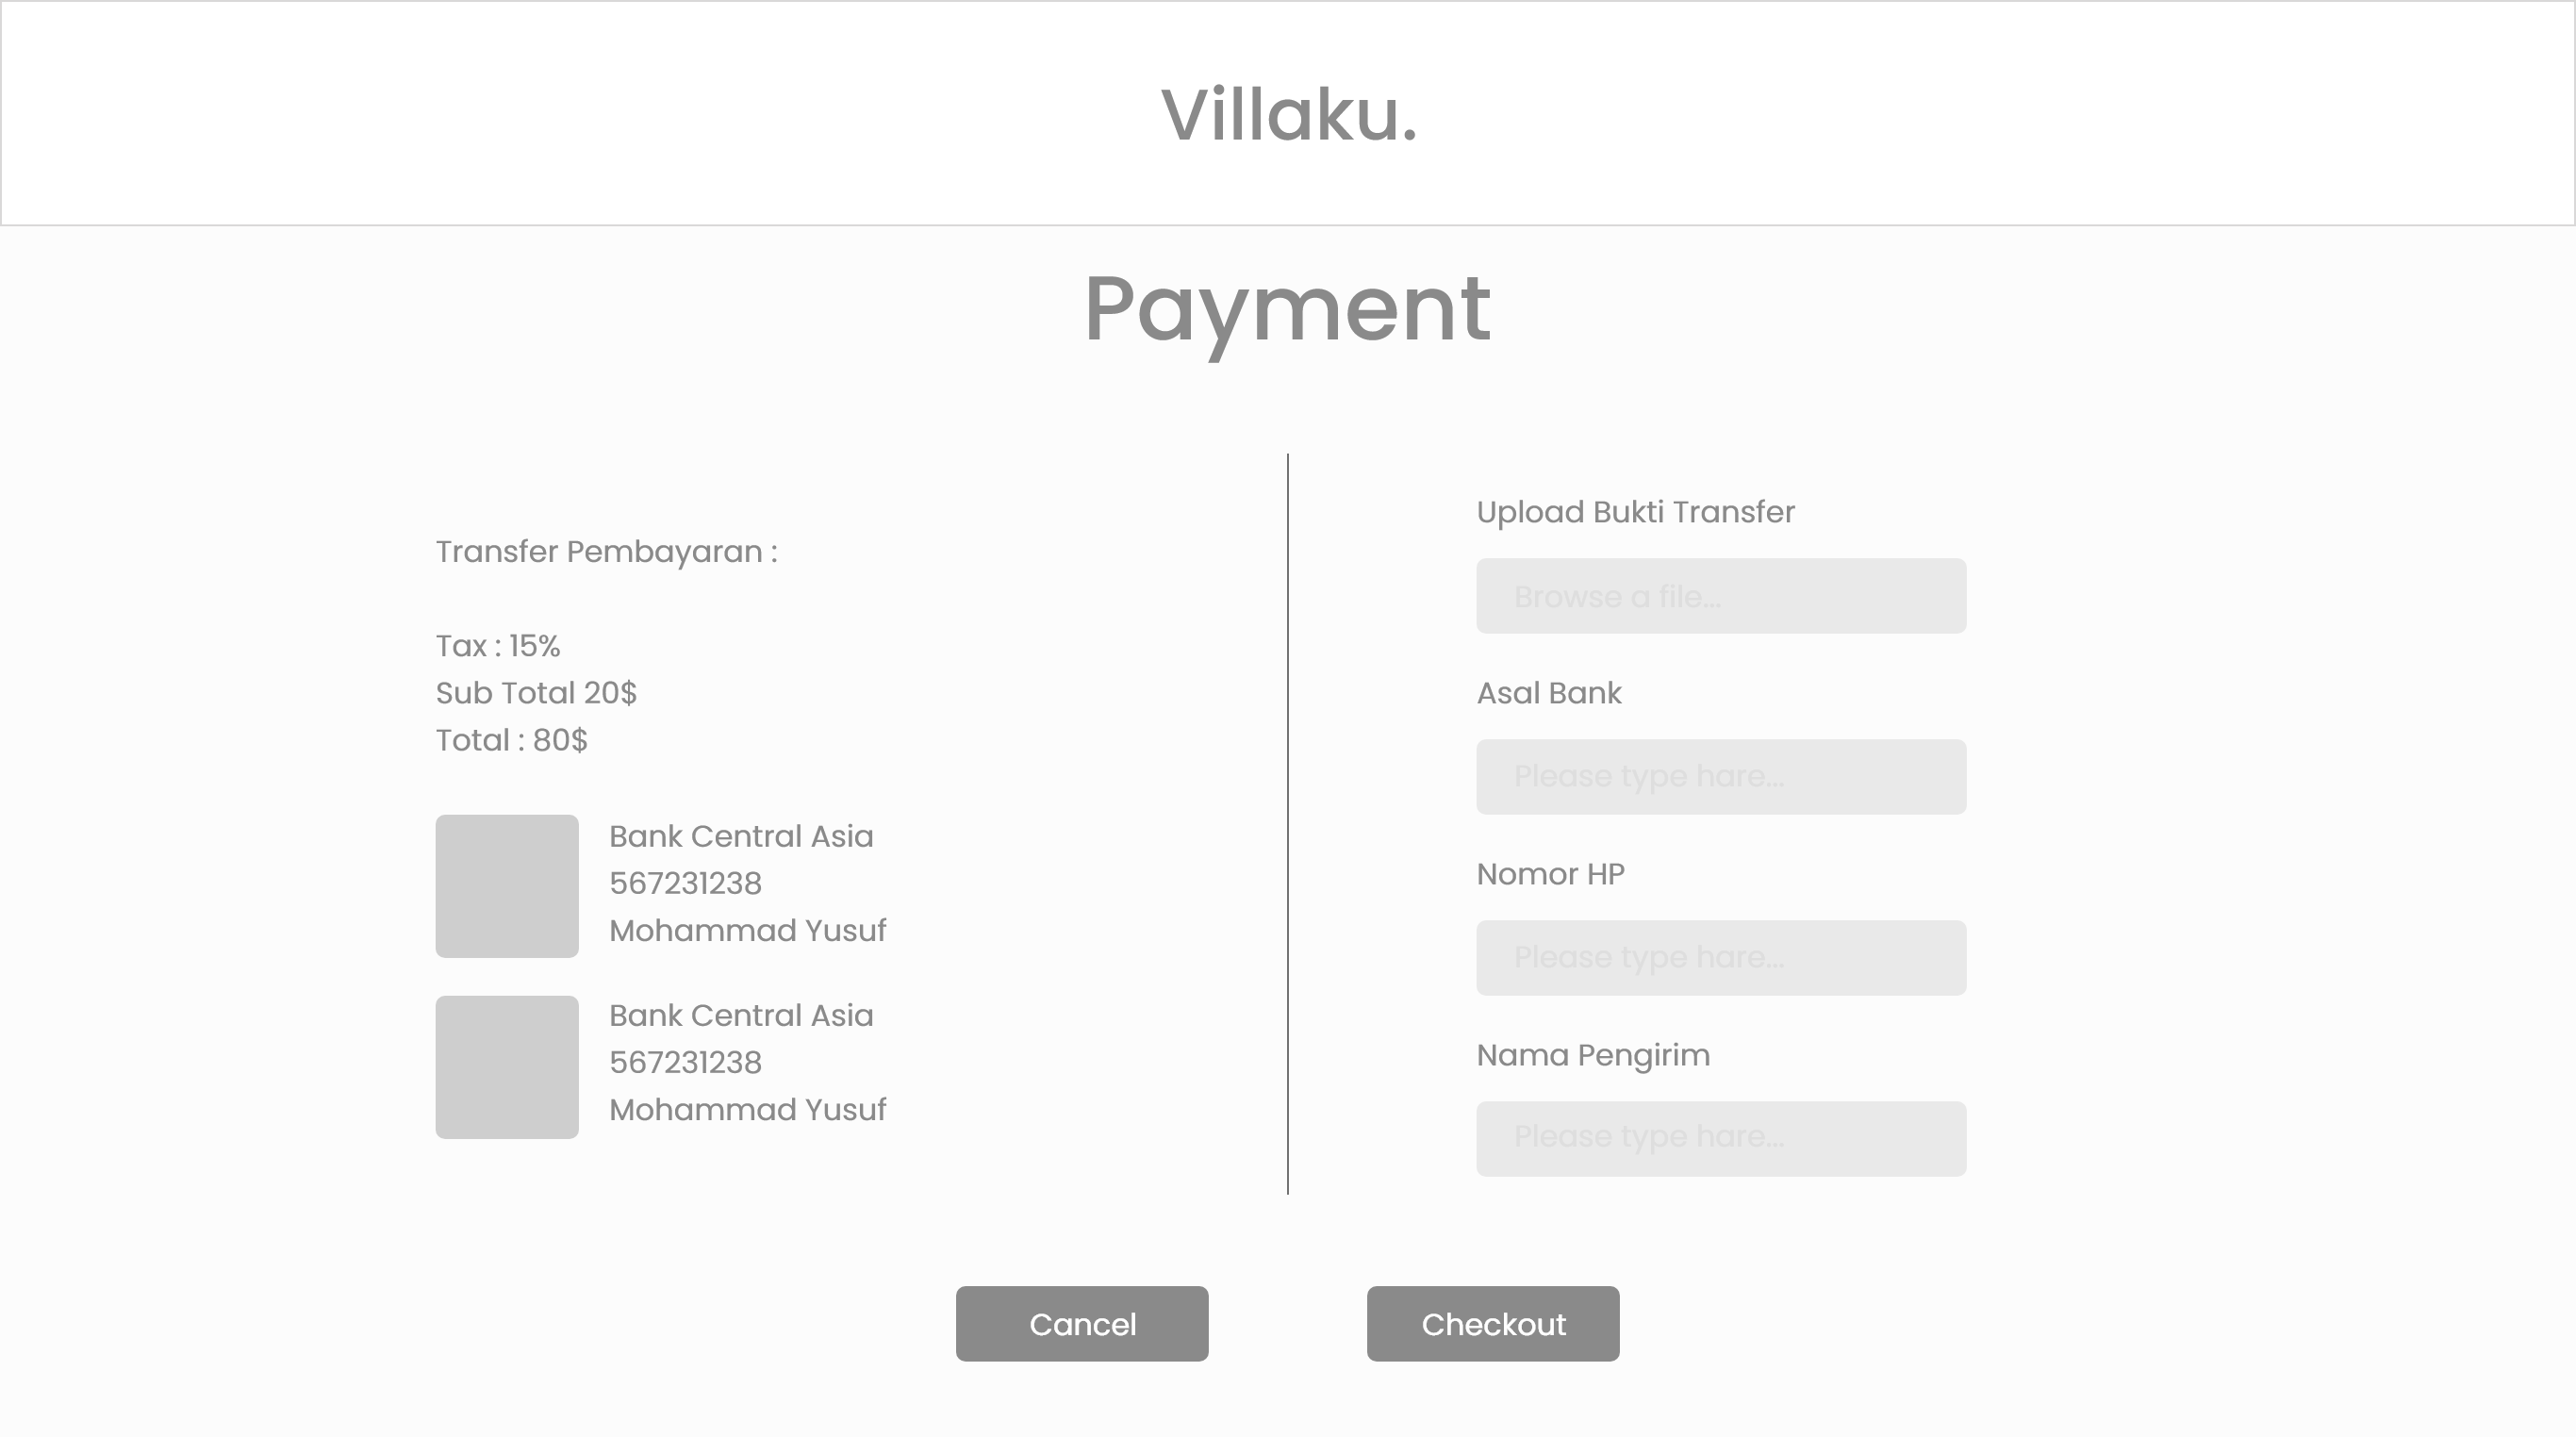 Villaku.
Payment
Transfer Pembayaran :
Tax : 15%
Sub Total 20$
Total : 80$
Bank Central Asia
567231238
Mohammad Yusuf
Bank Central Asia
567231238
Mohammad Yusuf
Upload Bukti Transfer
Browse a file...
Asal Bank
Please type hare...
Nomor HP
Please type hare...
Nama Pengirim
Please type hare...
Cancel
Checkout